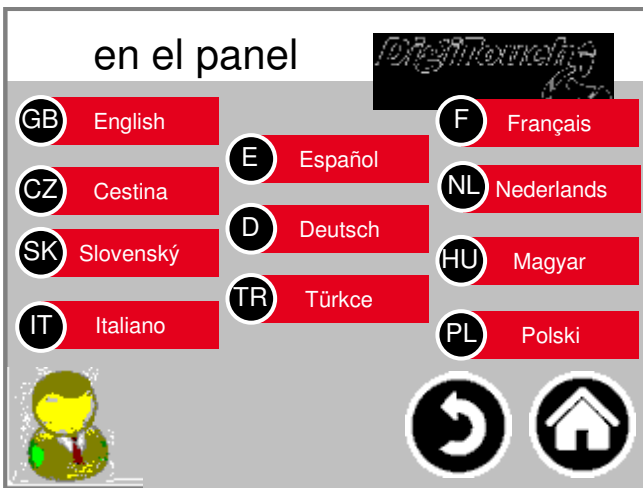 en el panel
DigiTouch
GB English
CZ Cestina
SK Slovenský
IT Italiano
E Español
D Deutsch
TR Türkce
F Français
NL Nederlands
HU Magyar
PL Polski